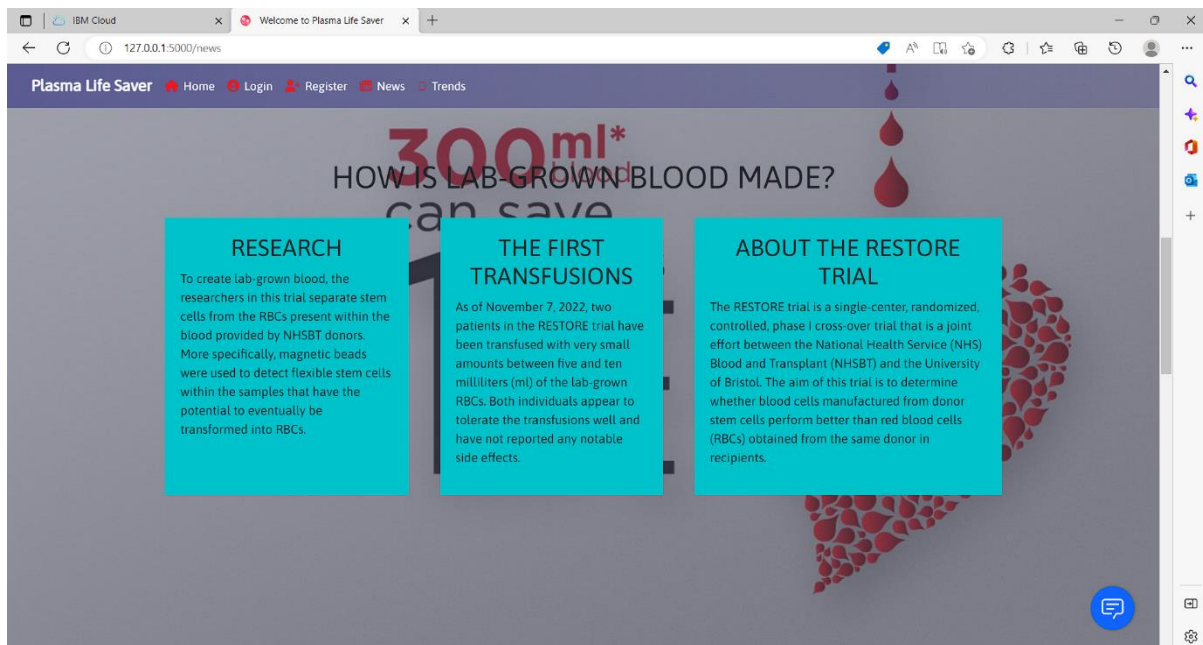 IBM Cloud
Welcome to Plasma Life Saver
127.0.0.1:5000/news
Plasma Life Saver Home Login Register News Trends
300ml*
blood
can save
HOW IS LAB-GROWN BLOOD MADE?
RESEARCH
To create lab-grown blood, the
researchers in this trial separate stem
cells from the RBCs present within the
blood provided by NHSBT donors.
More specifically, magnetic beads
were used to detect flexible stem cells
within the samples that have the
potential to eventually be
transformed into RBCs.
THE FIRST
TRANSFUSIONS
As of November 7, 2022, two
patients in the RESTORE trial have
been transfused with very small
amounts between five and ten
milliliters (ml) of the lab-grown
RBCs. Both individuals appear to
tolerate the transfusions well and
have not reported any notable
side effects.
ABOUT THE RESTORE
TRIAL
The RESTORE trial is a single-center, randomized,
controlled, phase I cross-over trial that is a joint
effort between the National Health Service (NHS)
Blood and Transplant (NHSBT) and the University
of Bristol. The aim of this trial is to determine
whether blood cells manufactured from donor
stem cells perform better than red blood cells
(RBCs) obtained from the same donor in
recipients.